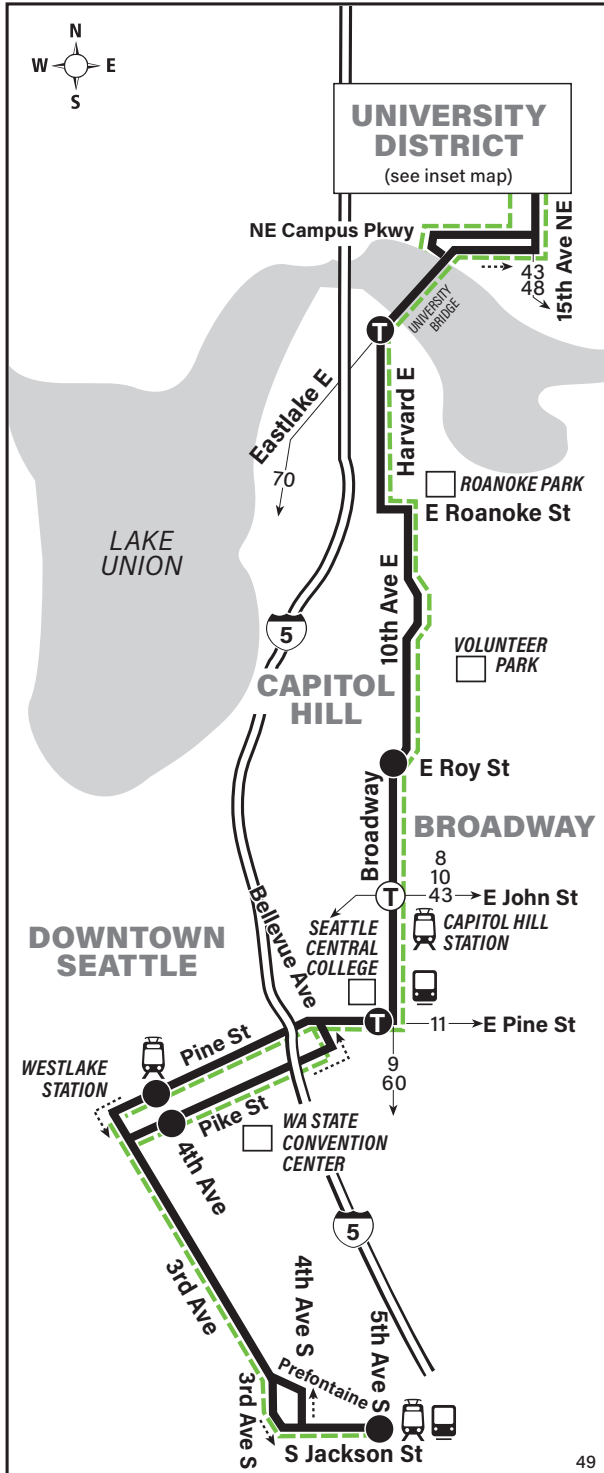 N
W E
S
UNIVERSITY
DISTRICT
(see inset map)
NE Campus Pkwy
15th Ave NE
43
48
UNIVERSITY
BRIDGE
T
Eastlake E
70
Harvard E
ROANOKE PARK
E Roanoke St
LAKE
UNION
10th Ave E
5
VOLUNTEER
PARK
CAPITOL
HILL
E Roy St
Broadway
BROADWAY
8
10
43
E John St
T
CAPITOL HILL
STATION
SEATTLE
CENTRAL
COLLEGE
Bellevue Ave
DOWNTOWN
SEATTLE
T
11
E Pine St
9
60
Pine St
WESTLAKE
STATION
Pike St
4th Ave
WA STATE
CONVENTION
CENTER
5
3rd Ave
4th Ave S
5th Ave S
Prefontaine
3rd Ave S
S Jackson St
49